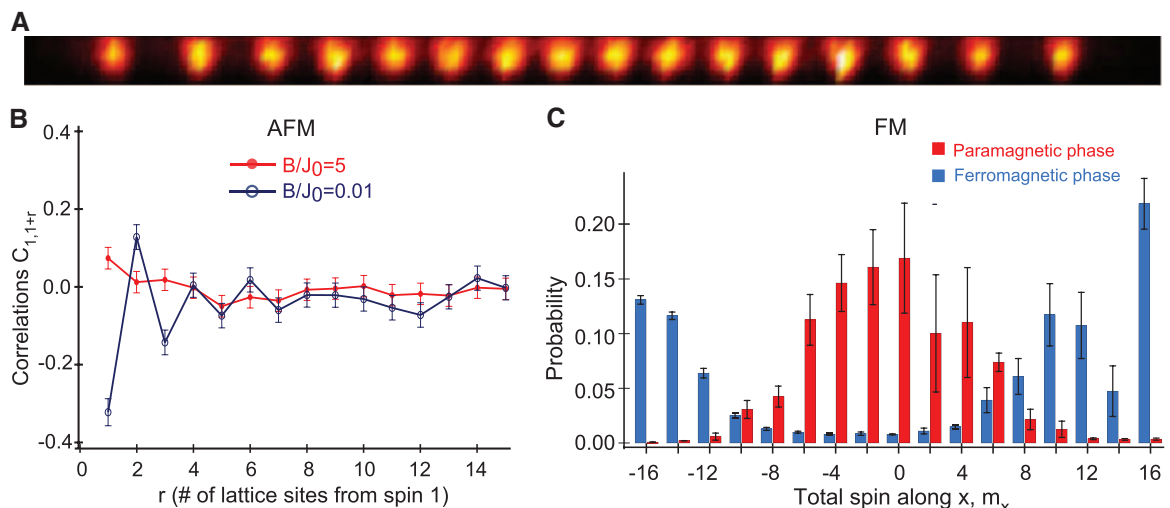 A
B
AFM
B/J0=5
B/J0=0.01
Correlations C1,1+r
0.4
0.2
0.0
-0.2
-0.4
0 2 4 6 8 10 12 14
r (# of lattice sites from spin 1)
C
FM
Paramagnetic phase
Ferromagnetic phase
Probability
0.20
0.15
0.10
0.05
0.00
-16 -12 -8 -4 0 4 8 12 16
Total spin along x, mx